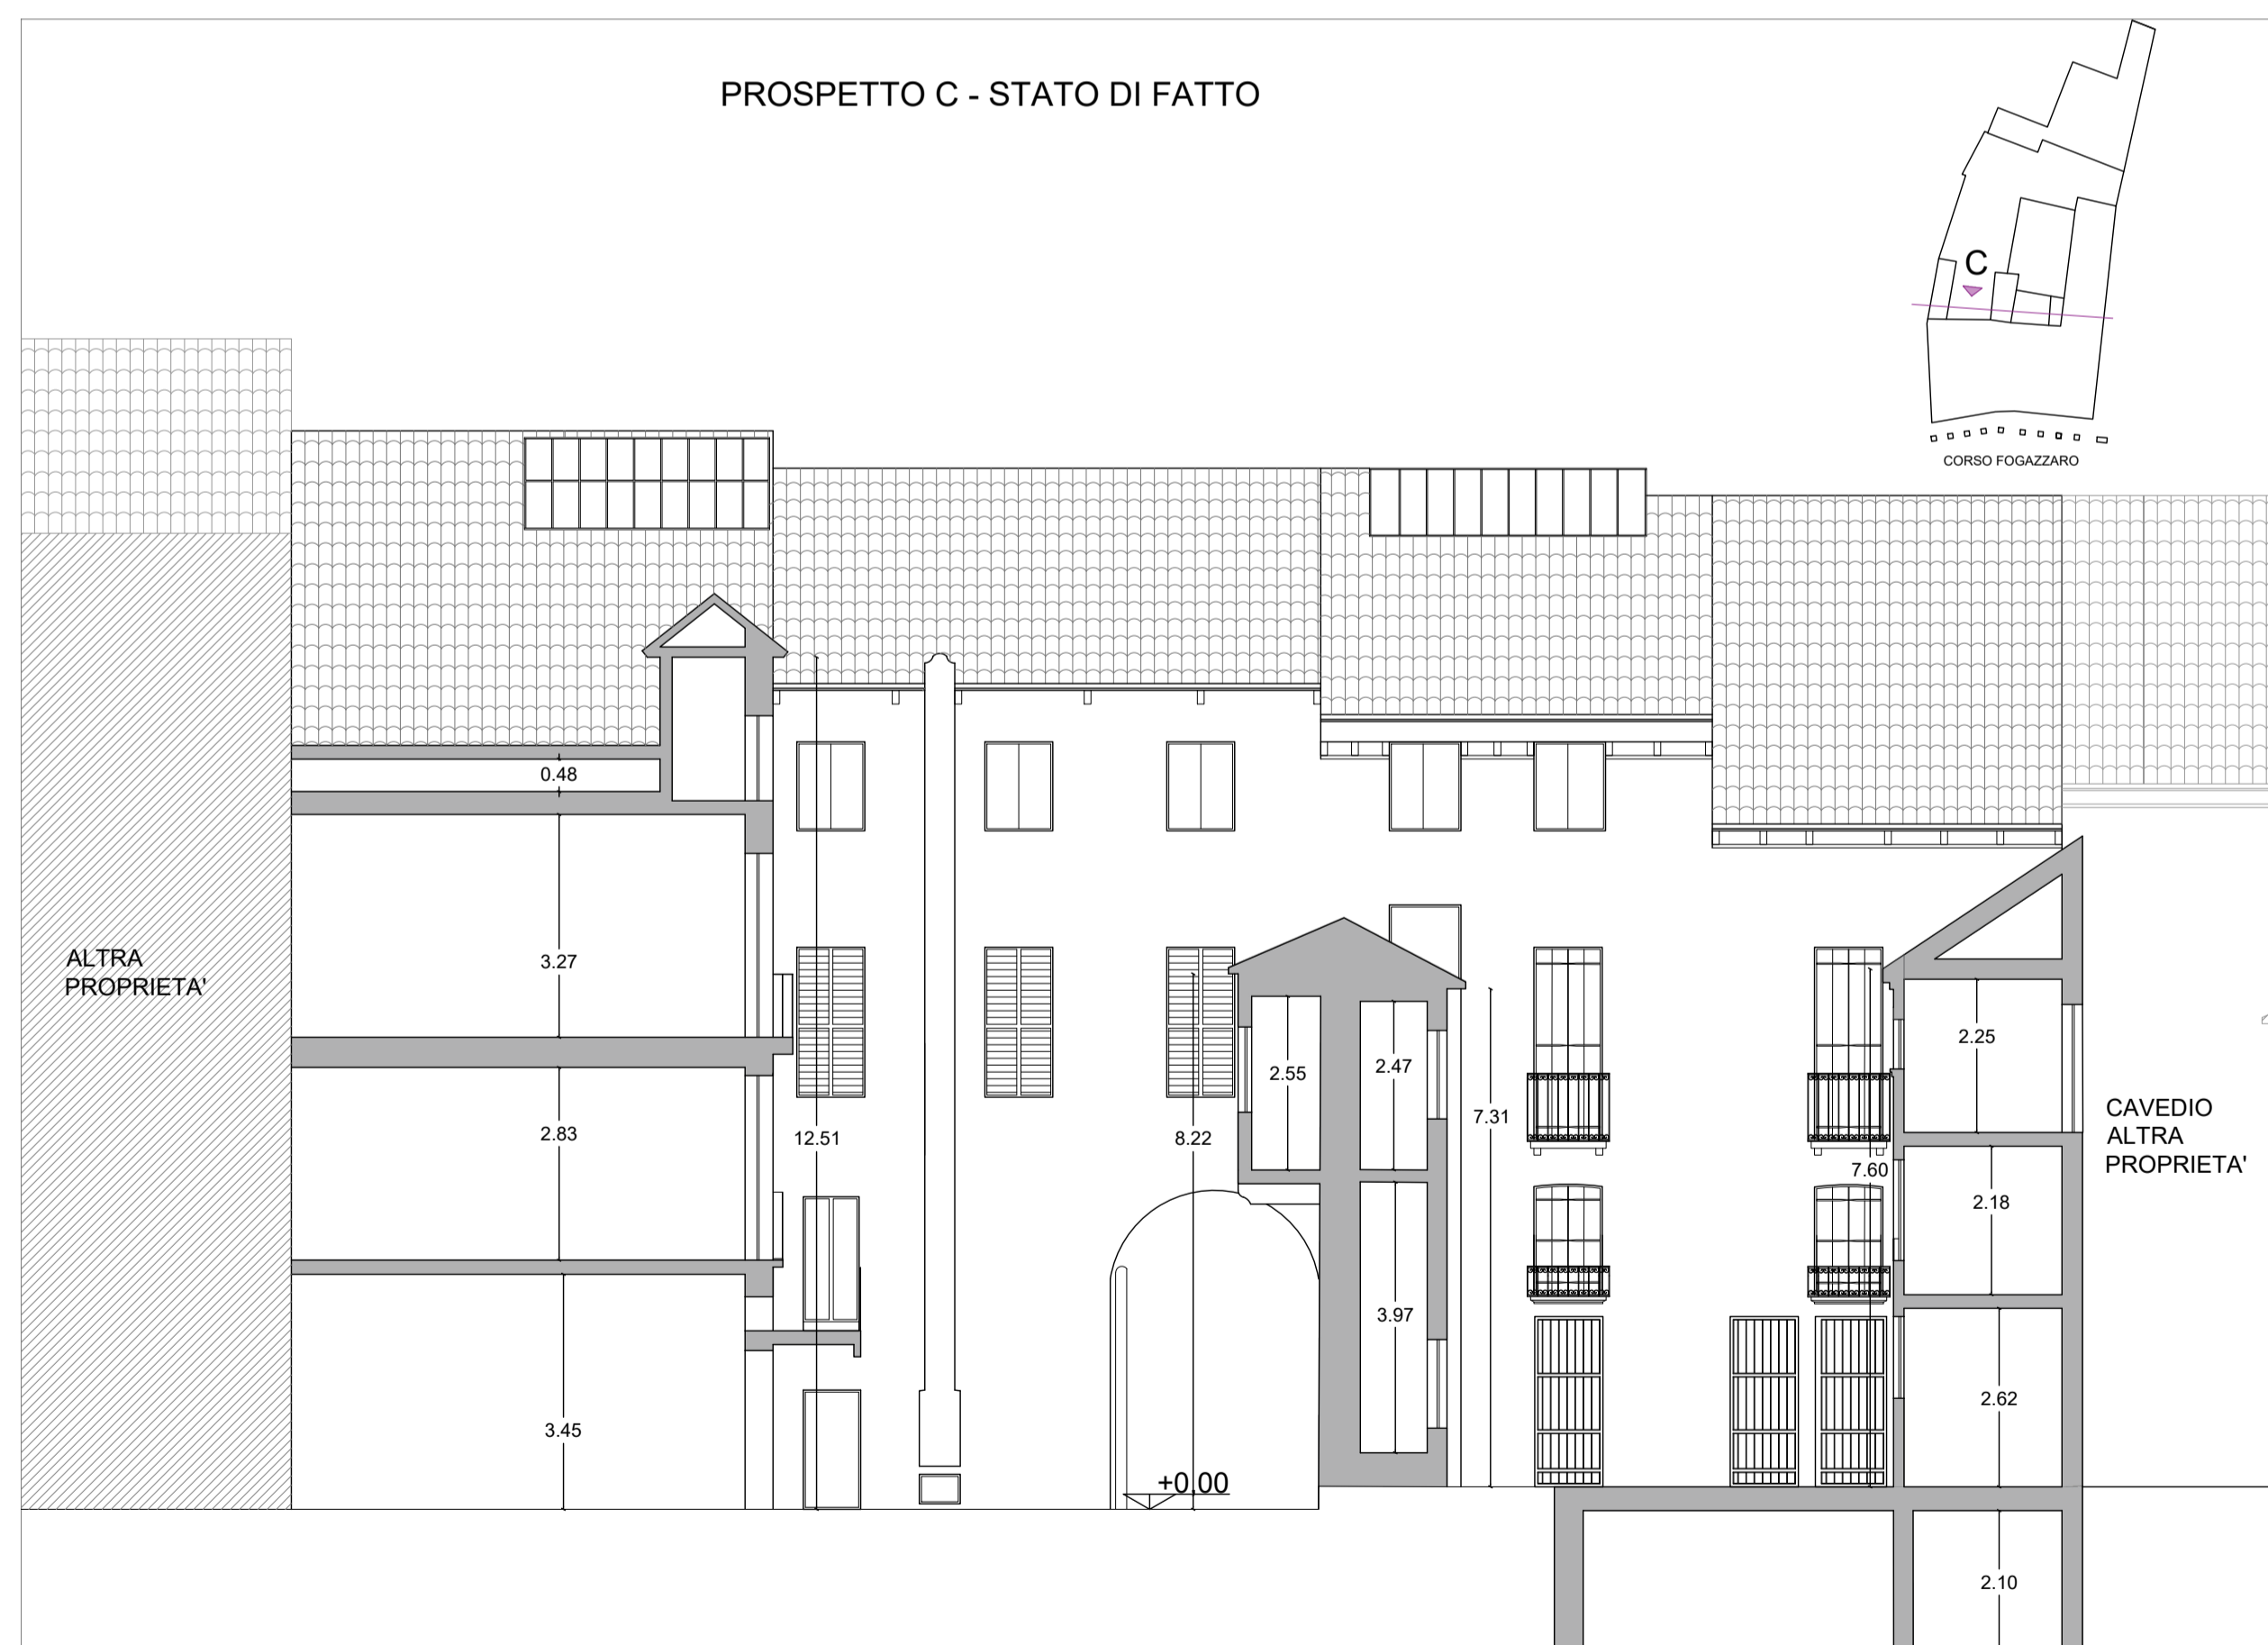 PROSPETTO C - STATO DI FATTO
C
CORSO FOGAZZARO
0.48
ALTRA
PROPRIETA'
3.27
2.83
3.45
12.51
8.22
+0.00
2.55
2.47
3.97
7.31
7.60
2.25
2.18
2.62
2.10
CAVEDIO
ALTRA
PROPRIETA'